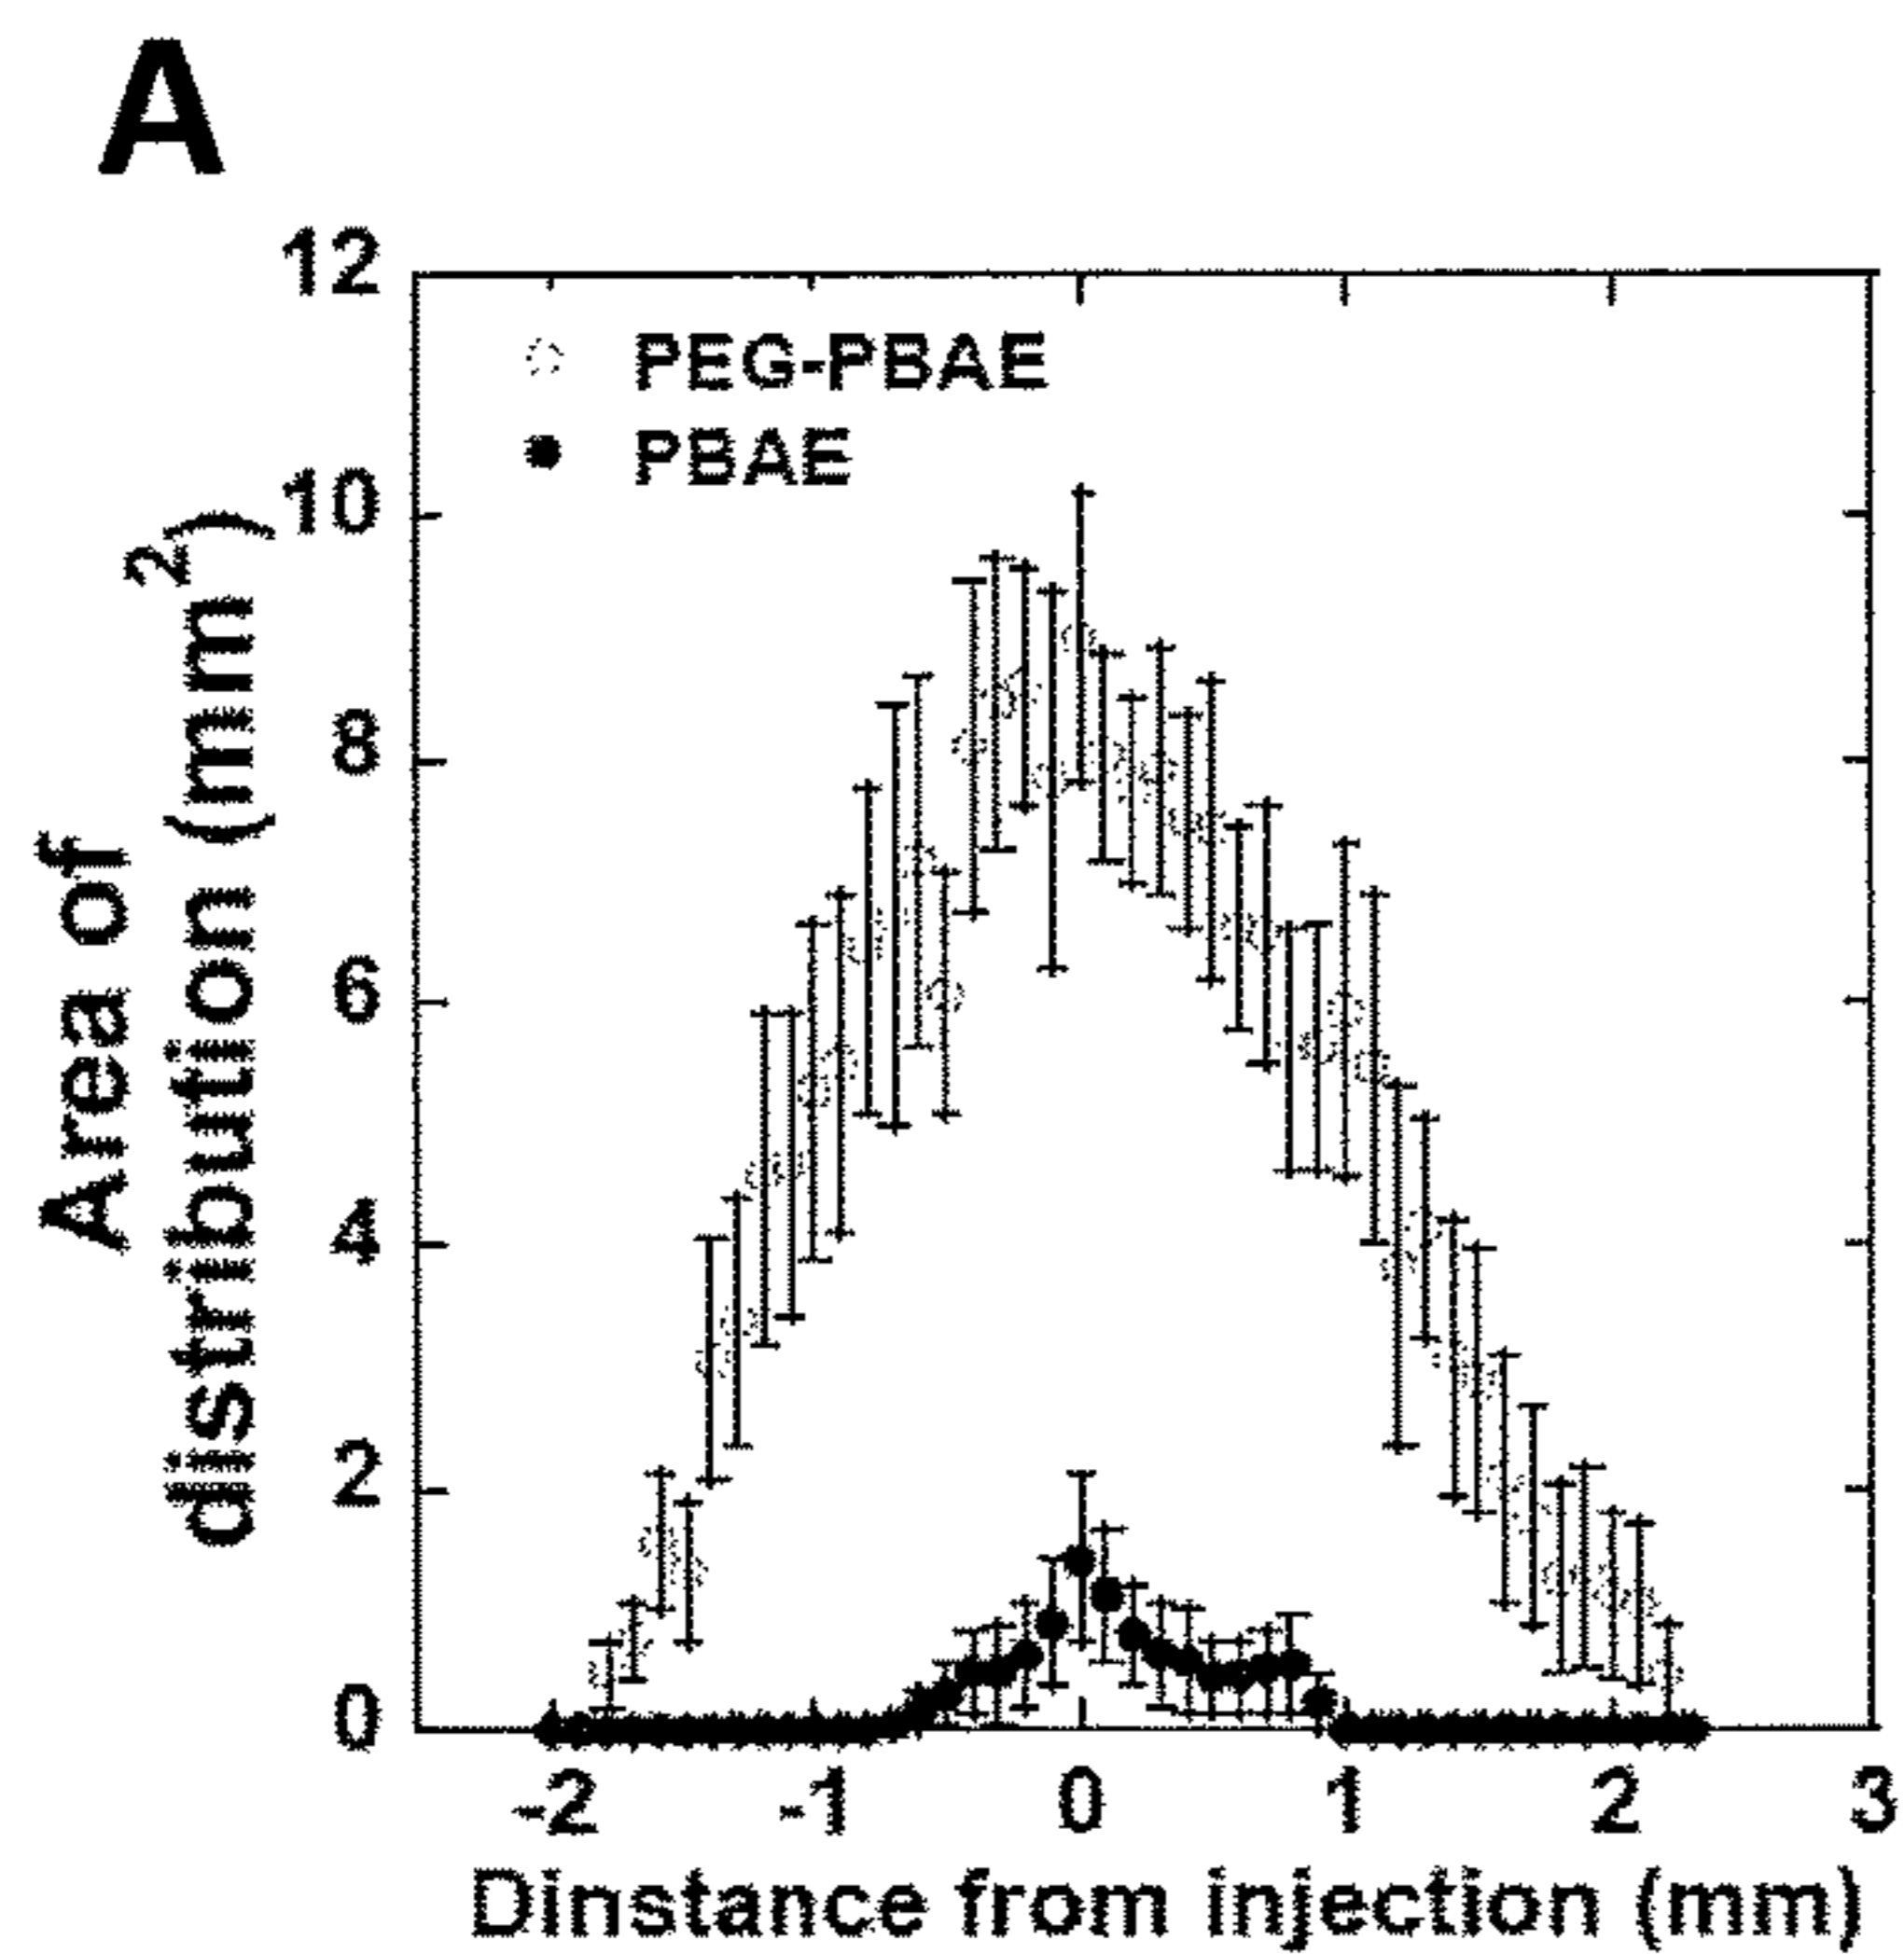 A
12
10
8
6
4
2
0
PEG-PBAE
PBAE
Area of
distribution (mm2)
-2 -1 0 1 2 3
Dinstance from injection (mm)